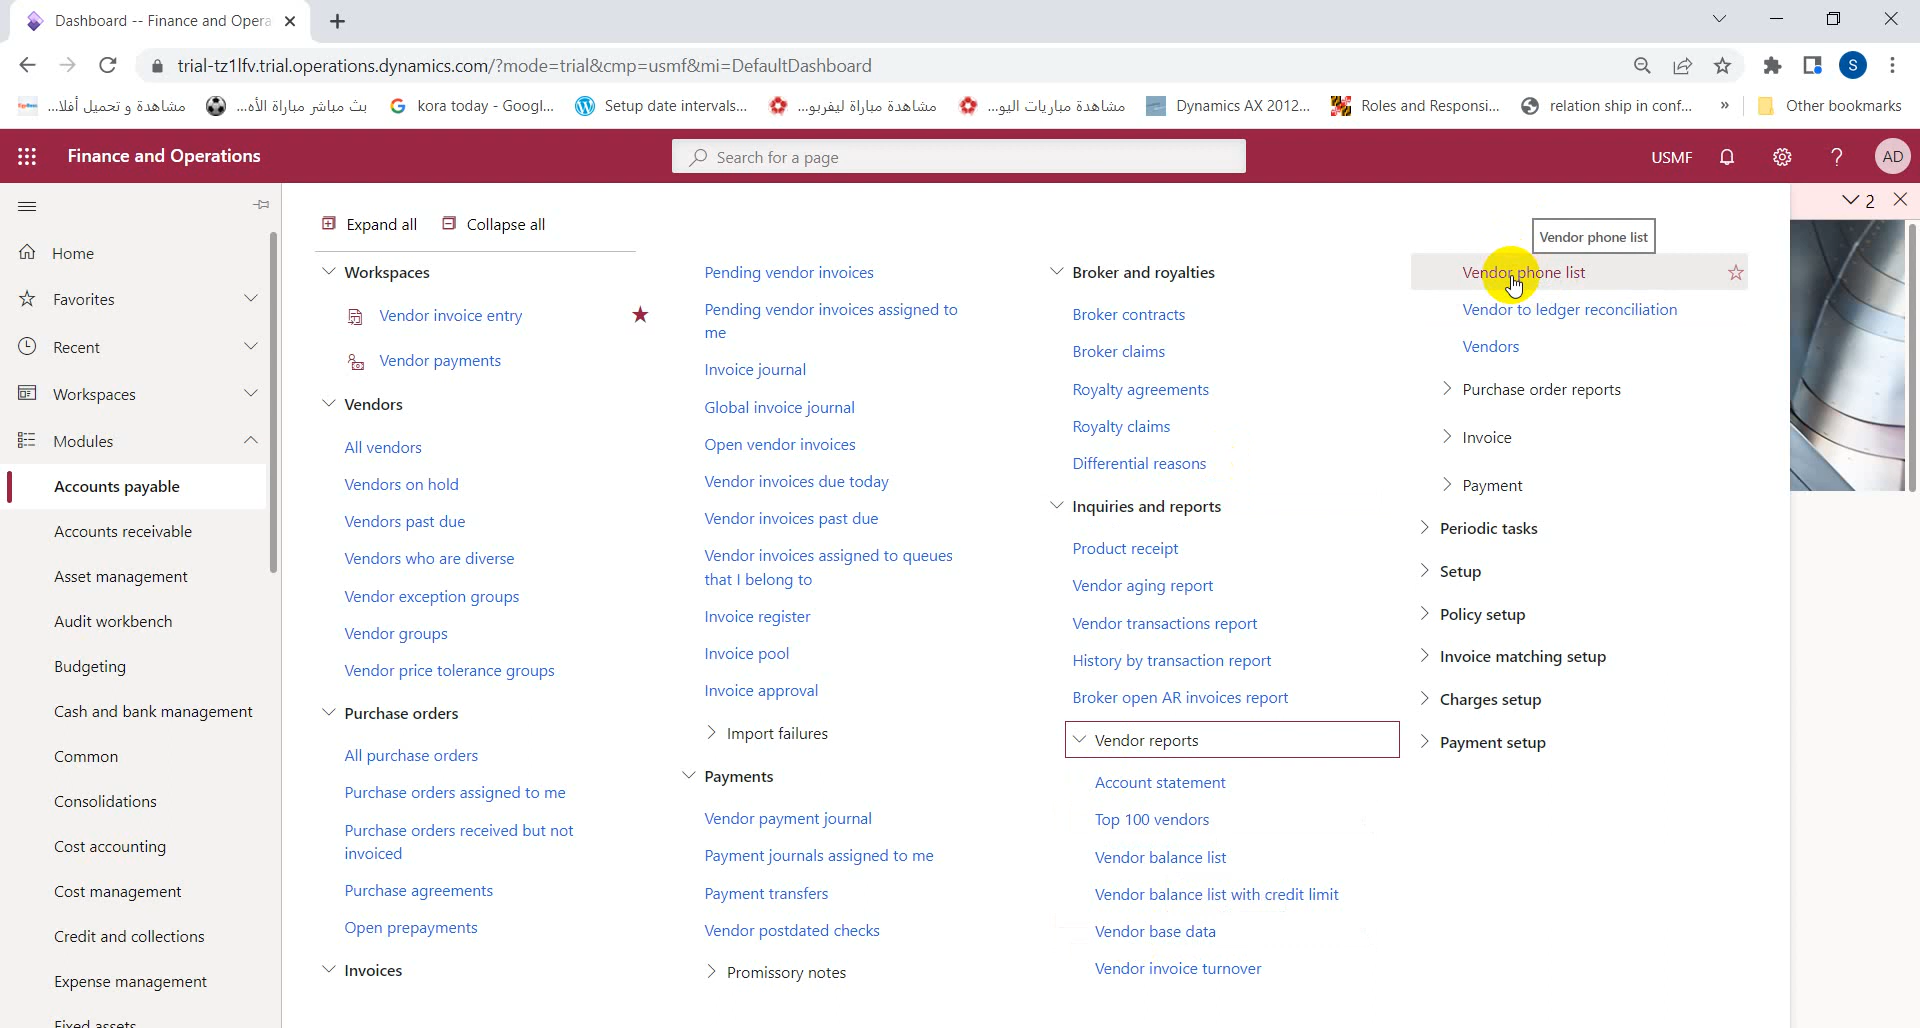 Dashboard -- Finance and Opera
trial-tz1lfv.trial.operations.dynamics.com/?mode=trial&cmp=usmf&mi=DefaultDashboard
S
مشاهدة و تحميل أفلا...
بث مباشر مباراة الأه...
kora today - Googl...
Setup date intervals...
مشاهدة مباراة ليفربو...
مشاهدة مباريات اليو...
Dynamics AX 2012...
Roles and Responsi...
relation ship in conf...
»
Other bookmarks
Finance and Operations
Search for a page
USMF
?
AD
2
Home
Favorites
Recent
Workspaces
Modules
Accounts payable
Accounts receivable
Asset management
Audit workbench
Budgeting
Cash and bank management
Common
Consolidations
Cost accounting
Cost management
Credit and collections
Expense management
Fixed assets
Expand all
Collapse all
Workspaces
Vendor invoice entry
Vendor payments
Vendors
All vendors
Vendors on hold
Vendors past due
Vendors who are diverse
Vendor exception groups
Vendor groups
Vendor price tolerance groups
Purchase orders
All purchase orders
Purchase orders assigned to me
Purchase orders received but not
invoiced
Purchase agreements
Open prepayments
Invoices
Pending vendor invoices
Pending vendor invoices assigned to
me
Invoice journal
Global invoice journal
Open vendor invoices
Vendor invoices due today
Vendor invoices past due
Vendor invoices assigned to queues
that I belong to
Invoice register
Invoice pool
Invoice approval
Import failures
Payments
Vendor payment journal
Payment journals assigned to me
Payment transfers
Vendor postdated checks
Promissory notes
Broker and royalties
Broker contracts
Broker claims
Royalty agreements
Royalty claims
Differential reasons
Inquiries and reports
Product receipt
Vendor aging report
Vendor transactions report
History by transaction report
Broker open AR invoices report
Vendor reports
Account statement
Top 100 vendors
Vendor balance list
Vendor balance list with credit limit
Vendor base data
Vendor invoice turnover
Vendor phone list
Vendor phone list
Vendor to ledger reconciliation
Vendors
Purchase order reports
Invoice
Payment
Periodic tasks
Setup
Policy setup
Invoice matching setup
Charges setup
Payment setup